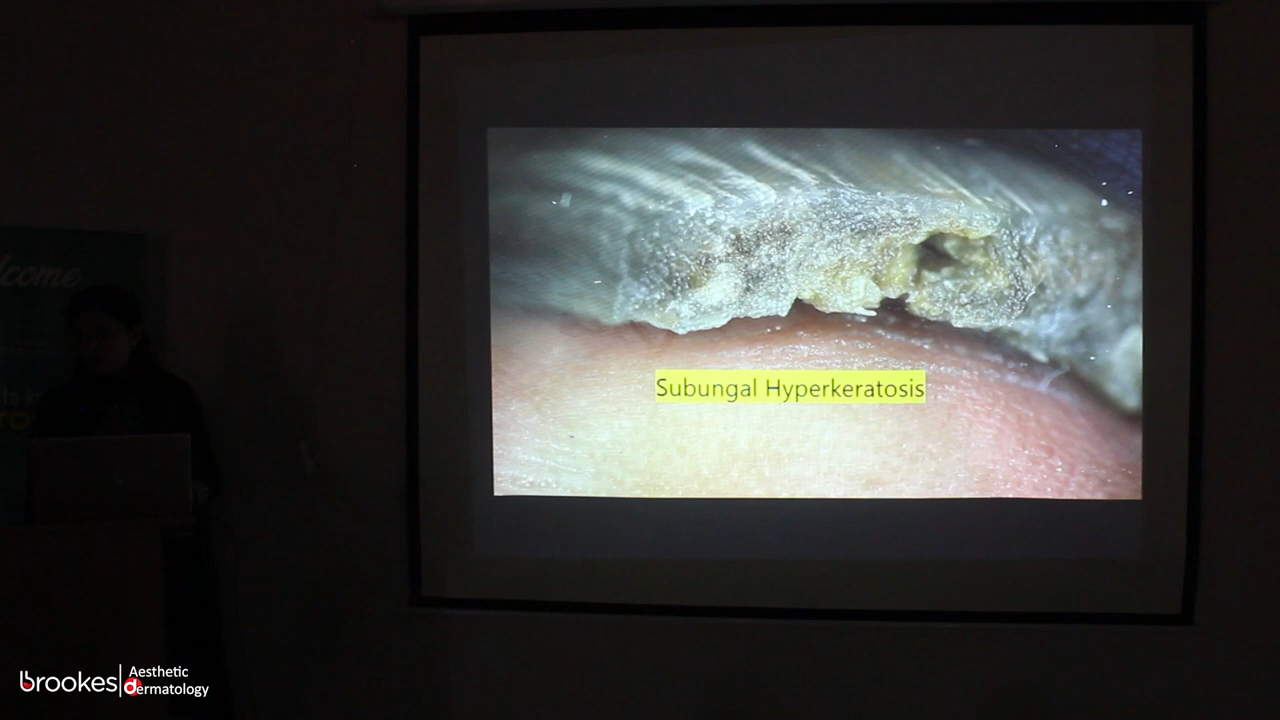 Subungal Hyperkeratosis
brookes
Aesthetic
dermatology